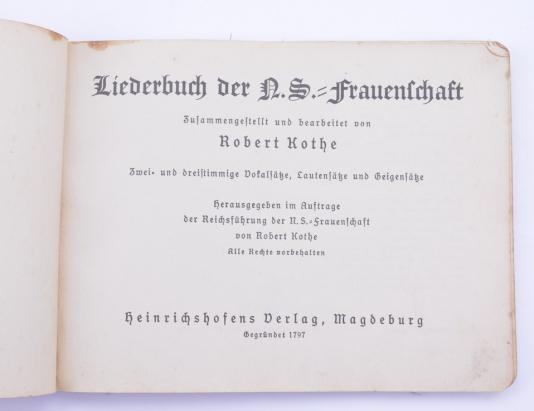 Liederbuch der N.S.=Frauenschaft
Zusammengestellt und bearbeitet von
Robert Kothe
Zwei- und dreistimmige Vokalsätze, Lautensätze und Geigensätze
Herausgegeben im Auftrage
der Reichsführung der N.S.=Frauenschaft
von Robert Kothe
Alle Rechte vorbehalten
Heinrichshofens Verlag, Magdeburg
Gegründet 1797